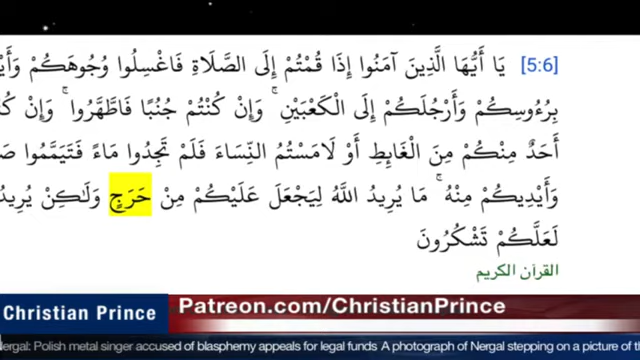 [5:6] يَا أَيُّهَا الَّذِينَ آمَنُوا إِذَا قُمْتُمْ إِلَى الصَّلَاةِ فَاغْسِلُوا وُجُوهَكُمْ
بِرُءُوسِكُمْ وَأَرْجُلَكُمْ إِلَى الْكَعْبَيْنِ ۚ وَإِنْ كُنْتُمْ جُنُبًا فَاطَّهَّرُوا ۚ وَإِنْ
أَحَدٌ مِنْكُمْ مِنَ الْغَائِطِ أَوْ لَامَسْتُمُ النِّسَاءَ فَلَمْ تَجِدُوا مَاءً فَتَيَمَّمُوا
وَأَيْدِيكُمْ مِنْهُ ۚ مَا يُرِيدُ اللَّهُ لِيَجْعَلَ عَلَيْكُمْ مِنْ حَرَجٍ وَلَٰكِنْ يُرِيدُ
لَعَلَّكُمْ تَشْكُرُونَ
القرآن الكريم
Christian Prince Patreon.com/ChristianPrince
Nergal: Polish metal singer accused of blasphemy appeals for legal funds A photograph of Nergal stepping on a picture of